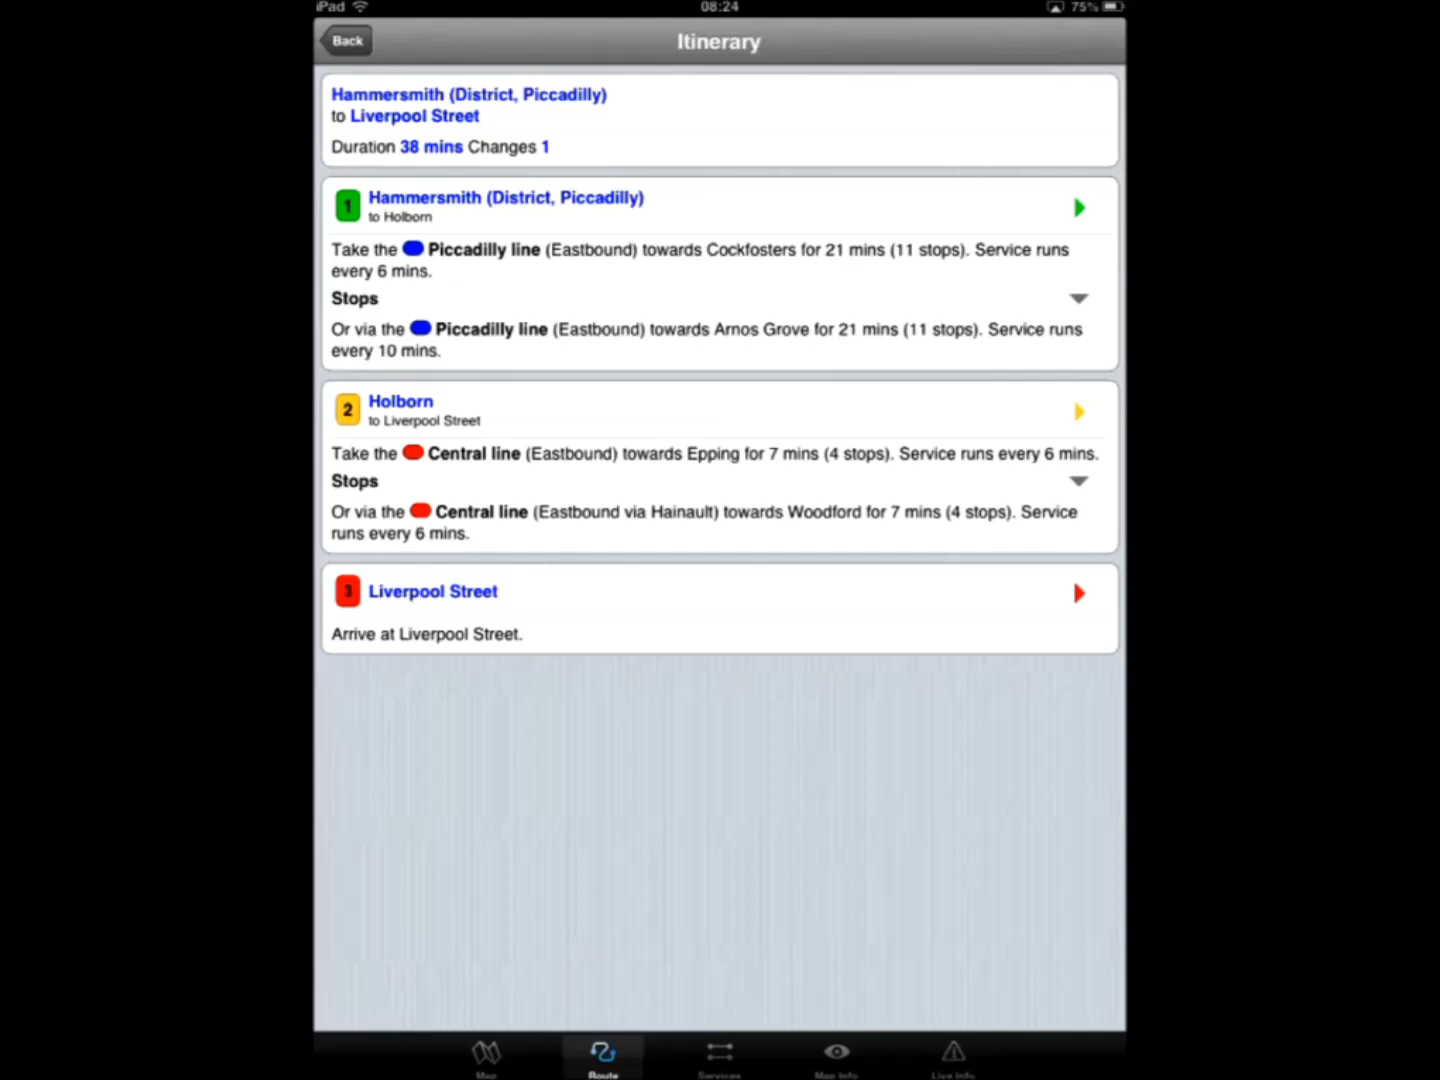 iPad 08:24 75%
Back Itinerary
Hammersmith (District, Piccadilly)
to Liverpool Street
Duration 38 mins Changes 1
1 Hammersmith (District, Piccadilly)
to Holborn
Take the Piccadilly line (Eastbound) towards Cockfosters for 21 mins (11 stops). Service runs
every 6 mins.
Stops
Or via the Piccadilly line (Eastbound) towards Arnos Grove for 21 mins (11 stops). Service runs
every 10 mins.
2 Holborn
to Liverpool Street
Take the Central line (Eastbound) towards Epping for 7 mins (4 stops). Service runs every 6 mins.
Stops
Or via the Central line (Eastbound via Hainault) towards Woodford for 7 mins (4 stops). Service
runs every 6 mins.
3 Liverpool Street
Arrive at Liverpool Street.
Map Route Services Map Info Live Info